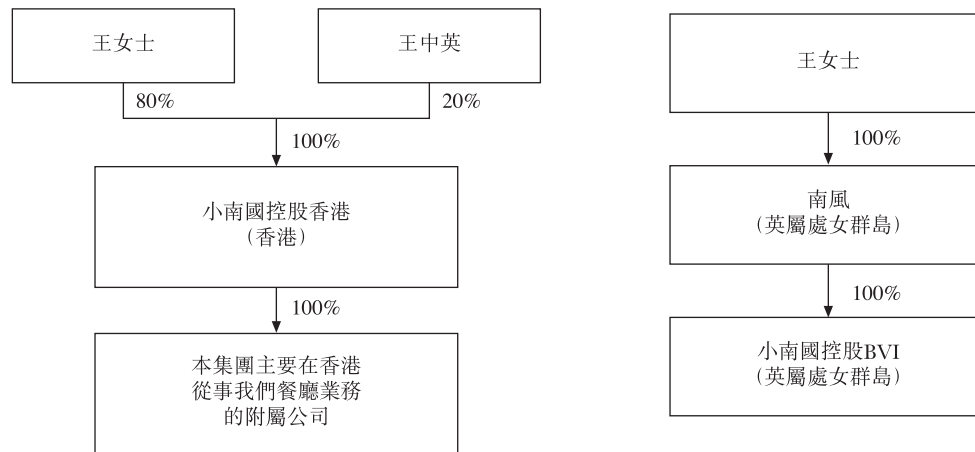 王女士
王中英
80%
20%
100%
小南國控股香港
（香港）
100%
本集團主要在香港
從事我們餐廳業務
的附屬公司
王女士
100%
南風
（英屬處女群島）
100%
小南國控股BVI
（英屬處女群島）